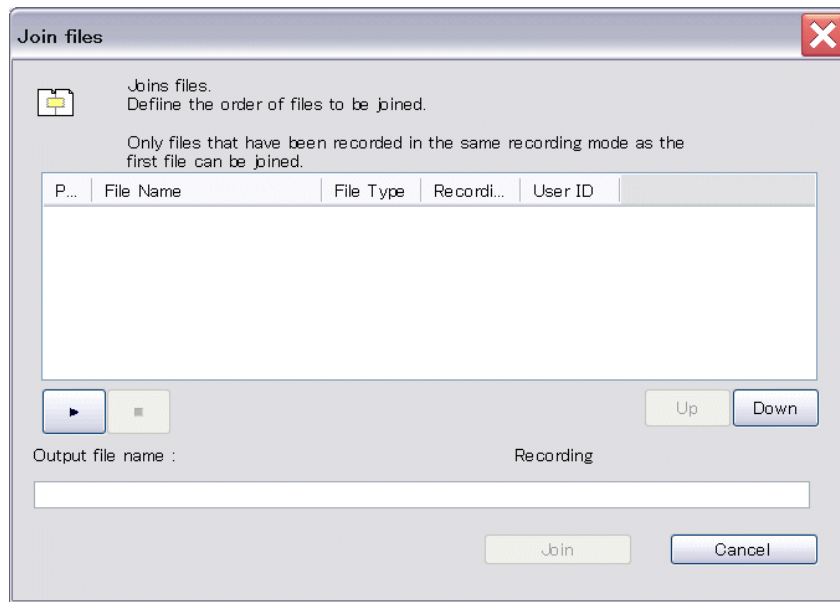 Join files
Joins files.
Defiine the order of files to be joined.
Only files that have been recorded in the same recording mode as the
first file can be joined.
P... File Name File Type Recordi... User ID
Up Down
Output file name : Recording
Join Cancel